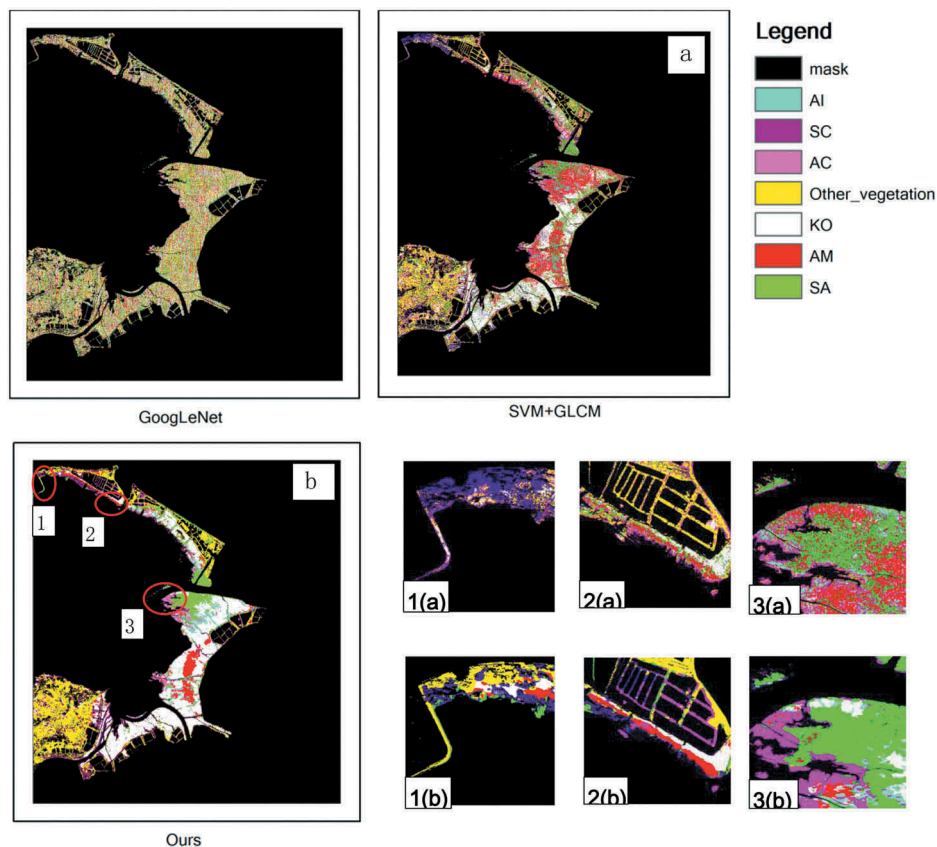 a
Legend
mask
AI
SC
AC
Other_vegetation
KO
AM
SA
GoogLeNet
SVM+GLCM
b
1
2
3
1(a)
2(a)
3(a)
1(b)
2(b)
3(b)
Ours